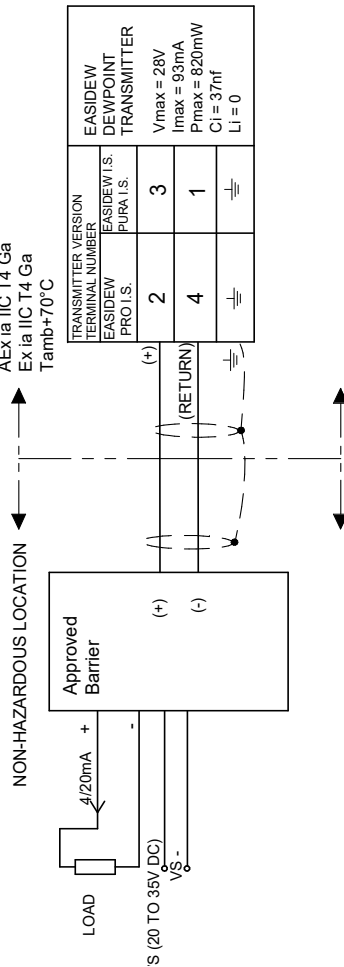 AEx ia IIC T4 Ga
Ex ia IIC T4 Ga
Tamb+70°C
NON-HAZARDOUS LOCATION
TRANSMITTER VERSION
TERMINAL NUMBER
EASIDEW
PRO I.S.
EASIDEW I.S.
PURA I.S.
2
3
4
1
EASIDEW
DEWPOINT
TRANSMITTER
Vmax = 28V
Imax = 93mA
Pmax = 820mW
Ci = 37nf
Li = 0
(+)
(RETURN)
Approved
Barrier
(+)
(-)
4/20mA
+
-
LOAD
VS (20 TO 35V DC)
VS -